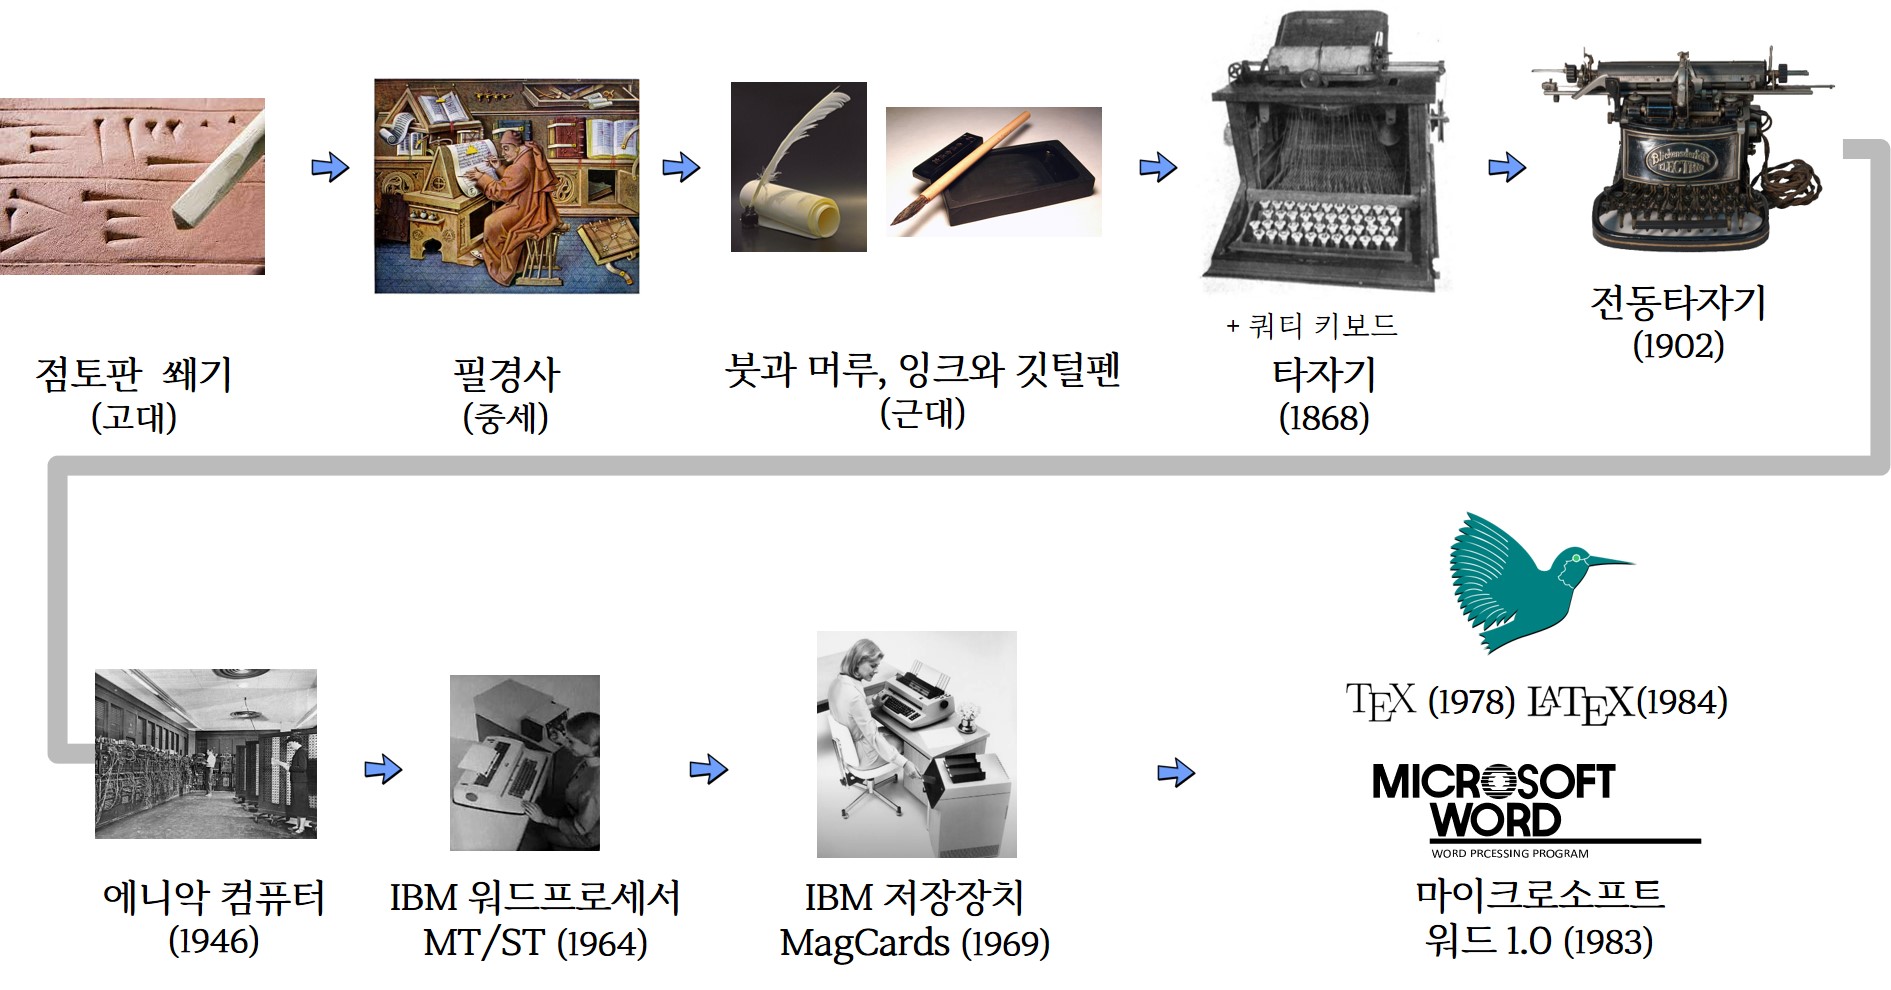 점토판 쐐기
(고대)
필경사
(중세)
붓과 머루, 잉크와 깃털펜
(근대)
+ 쿼티 키보드
타자기
(1868)
Blickensderfer
ELECTRIC
전동타자기
(1902)
에니악 컴퓨터
(1946)
IBM 워드프로세서
MT/ST (1964)
IBM 저장장치
MagCards (1969)
TEX (1978) LATEX(1984)
MICROSOFT
WORD
WORD PRCESSING PROGRAM
마이크로소프트
워드 1.0 (1983)